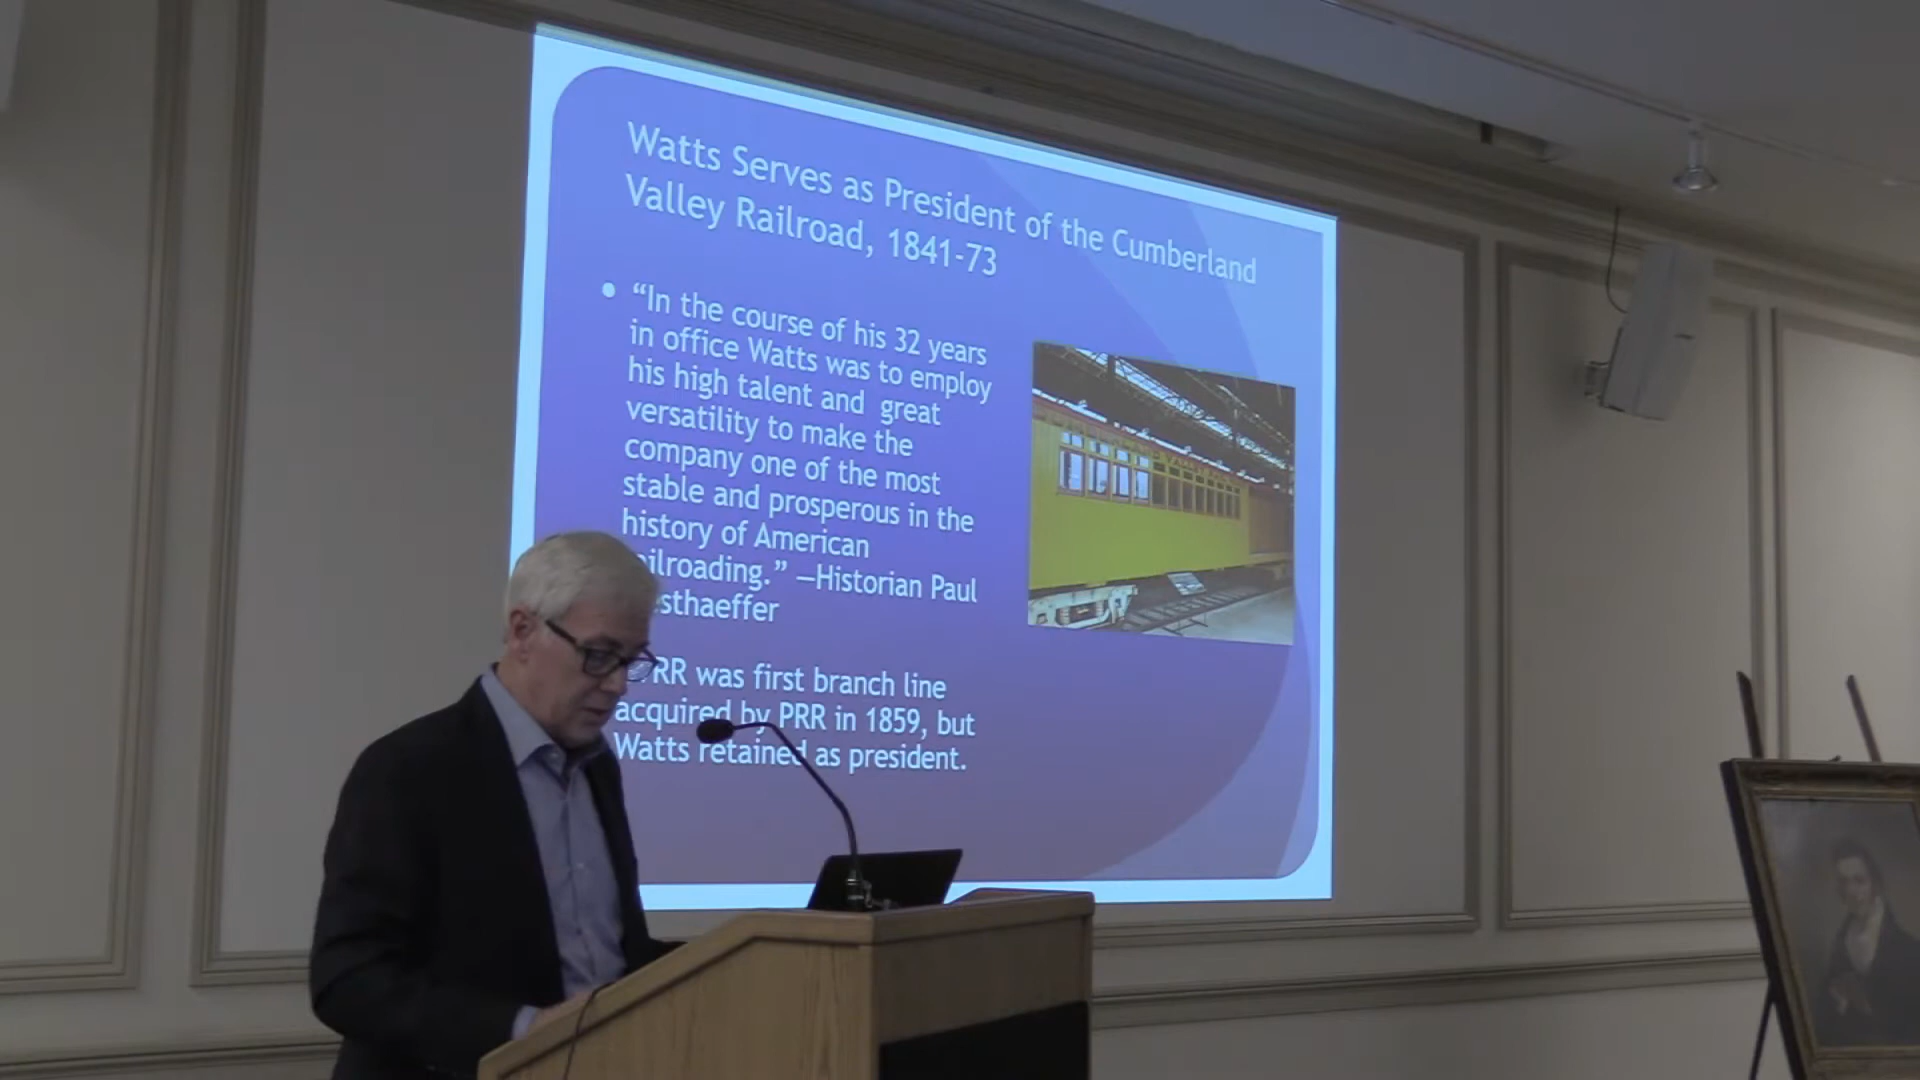 Watts Serves as President of the Cumberland
Valley Railroad, 1841-73
• “In the course of his 32 years
in office Watts was to employ
his high talent and great
versatility to make the
company one of the most
stable and prosperous in the
history of American
ilroading.” —Historian Paul
sthaeffer
RR was first branch line
acquired by PRR in 1859, but
Watts retained as president.